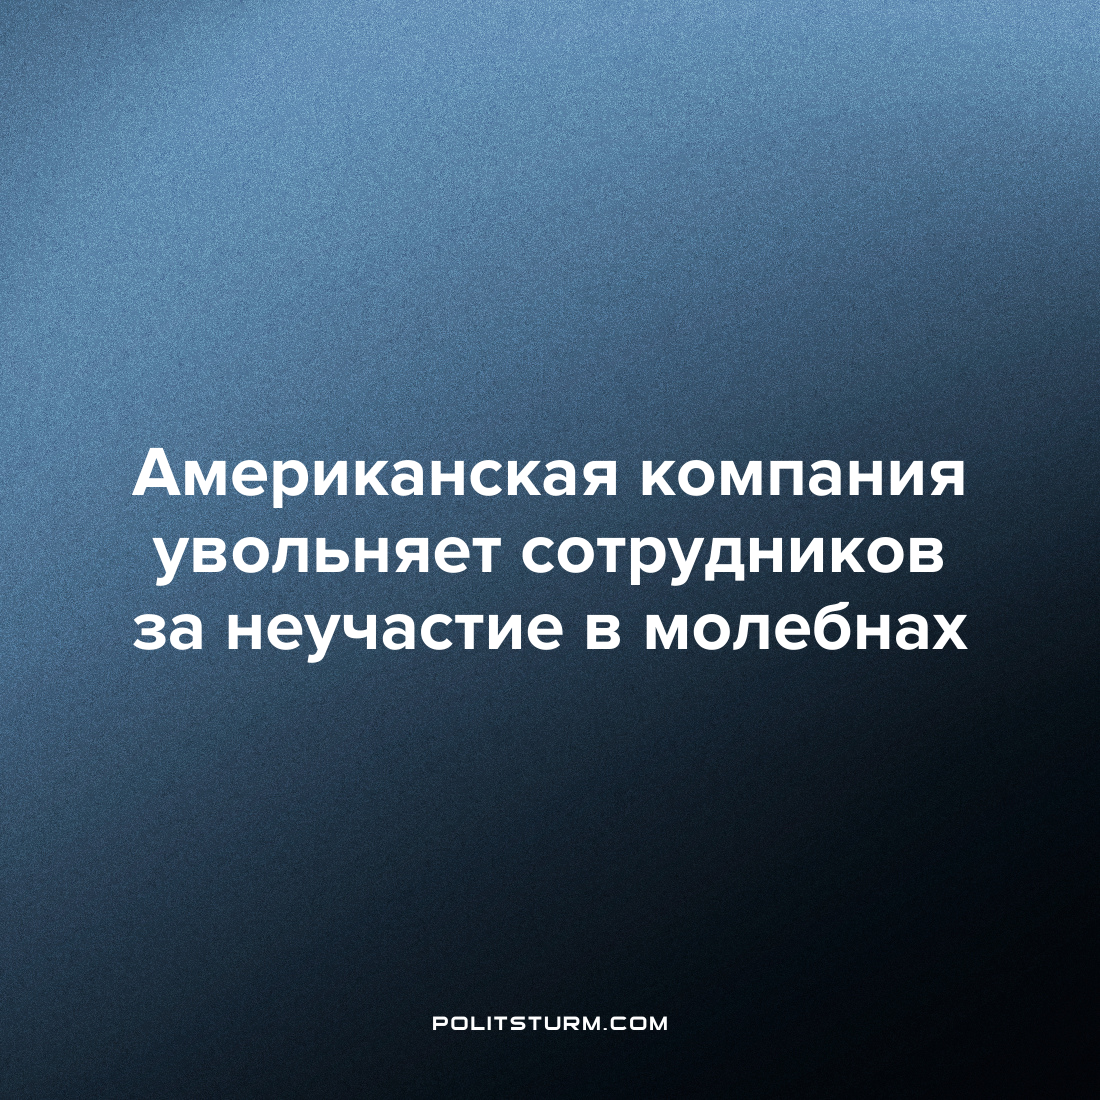 Американская компания
увольняет сотрудников
за неучастие в молебнах
POLITSTURM.COM